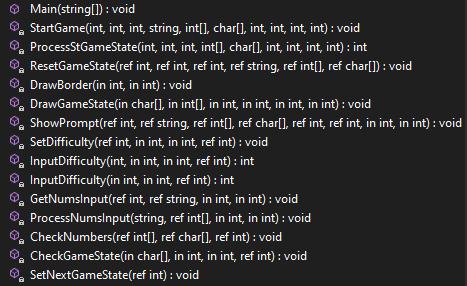 Main(string[]) : void
StartGame(int, int, int, string, int[], char[], int, int, int, int) : void
ProcessStGameState(int, int, int, int[], char[], int, int, int, int) : int
ResetGameState(ref int, ref int, ref int, ref string, ref int[], ref char[]) : void
DrawBorder(in int, in int) : void
DrawGameState(in char[], in int[], in int, in int, in int, in int) : void
ShowPrompt(ref int, ref string, ref int[], ref char[], ref int, ref int, in int, in int) : void
SetDifficulty(ref int, in int, in int, ref int) : void
InputDifficulty(int, in int, in int, ref int) : int
InputDifficulty(in int, in int, ref int) : int
GetNumsInput(ref int, ref string, in int, in int) : void
ProcessNumsInput(string, ref int[], in int, in int) : void
CheckNumbers(ref int[], ref char[], ref int) : void
CheckGameState(in char[], in int, in int, ref int) : void
SetNextGameState(ref int) : void